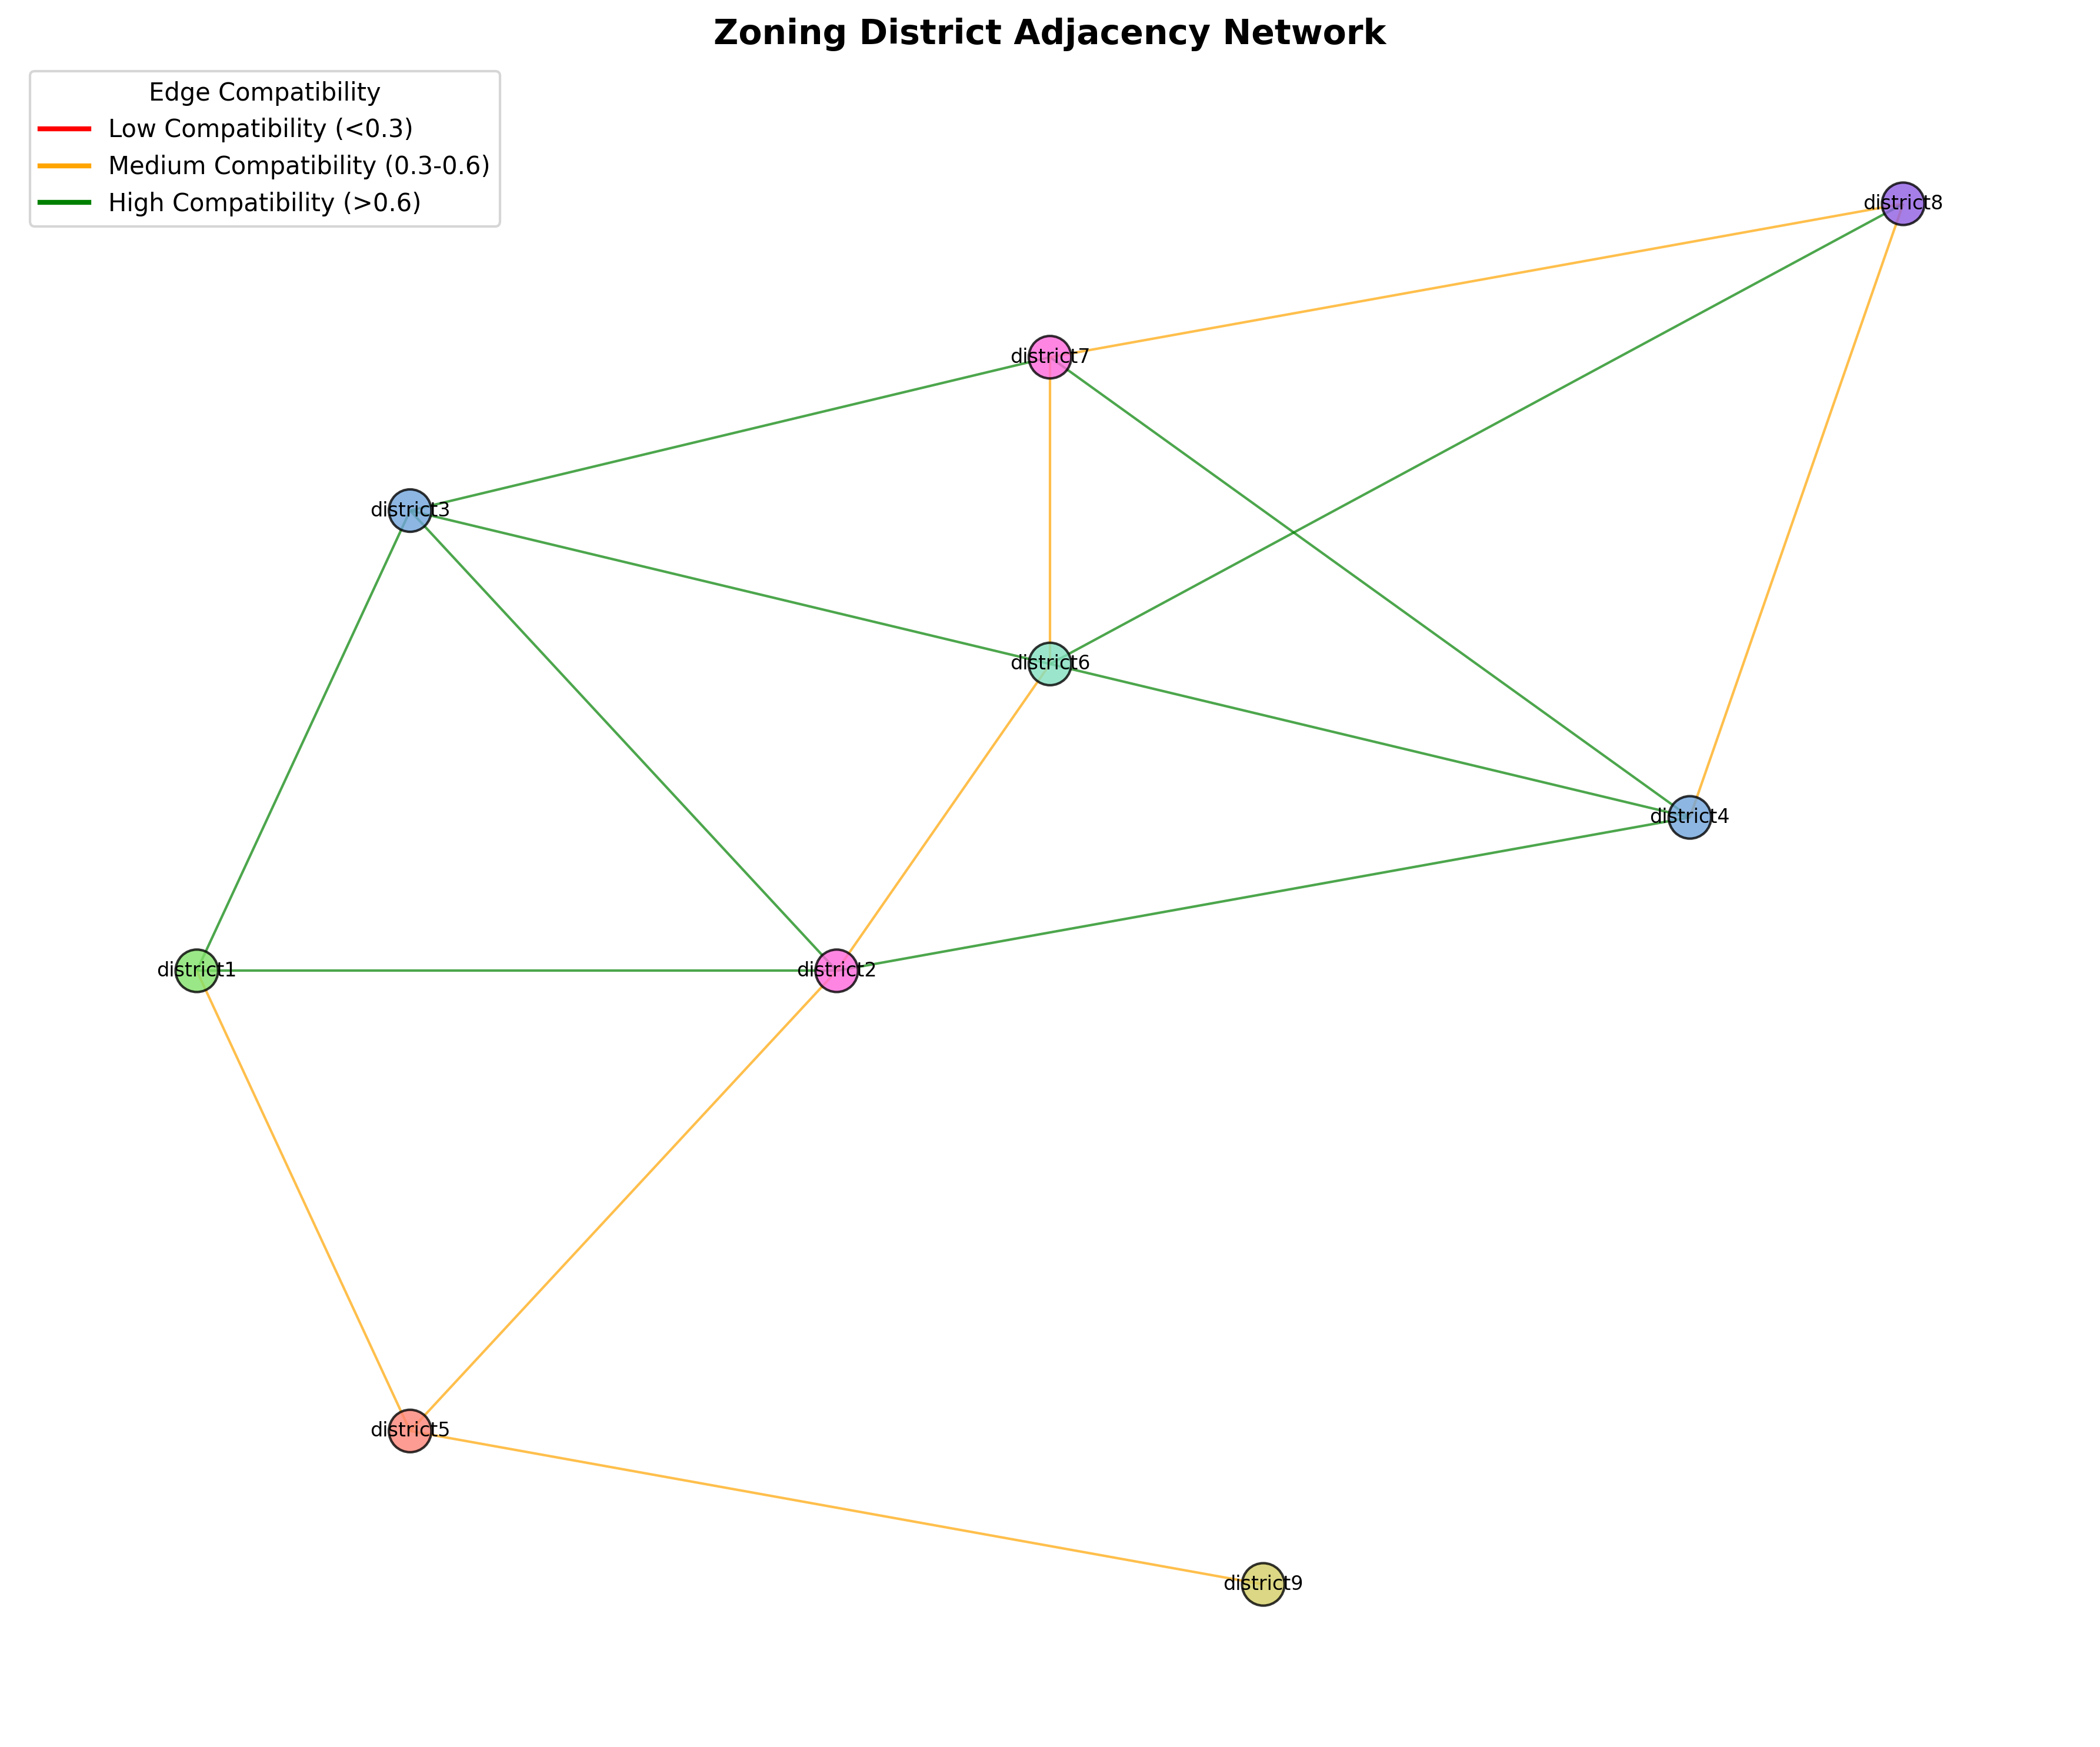 Zoning District Adjacency Network
Edge Compatibility
Low Compatibility (<0.3)
Medium Compatibility (0.3-0.6)
High Compatibility (>0.6)
district8
district7
district3
district6
district4
district1
district2
district5
district9